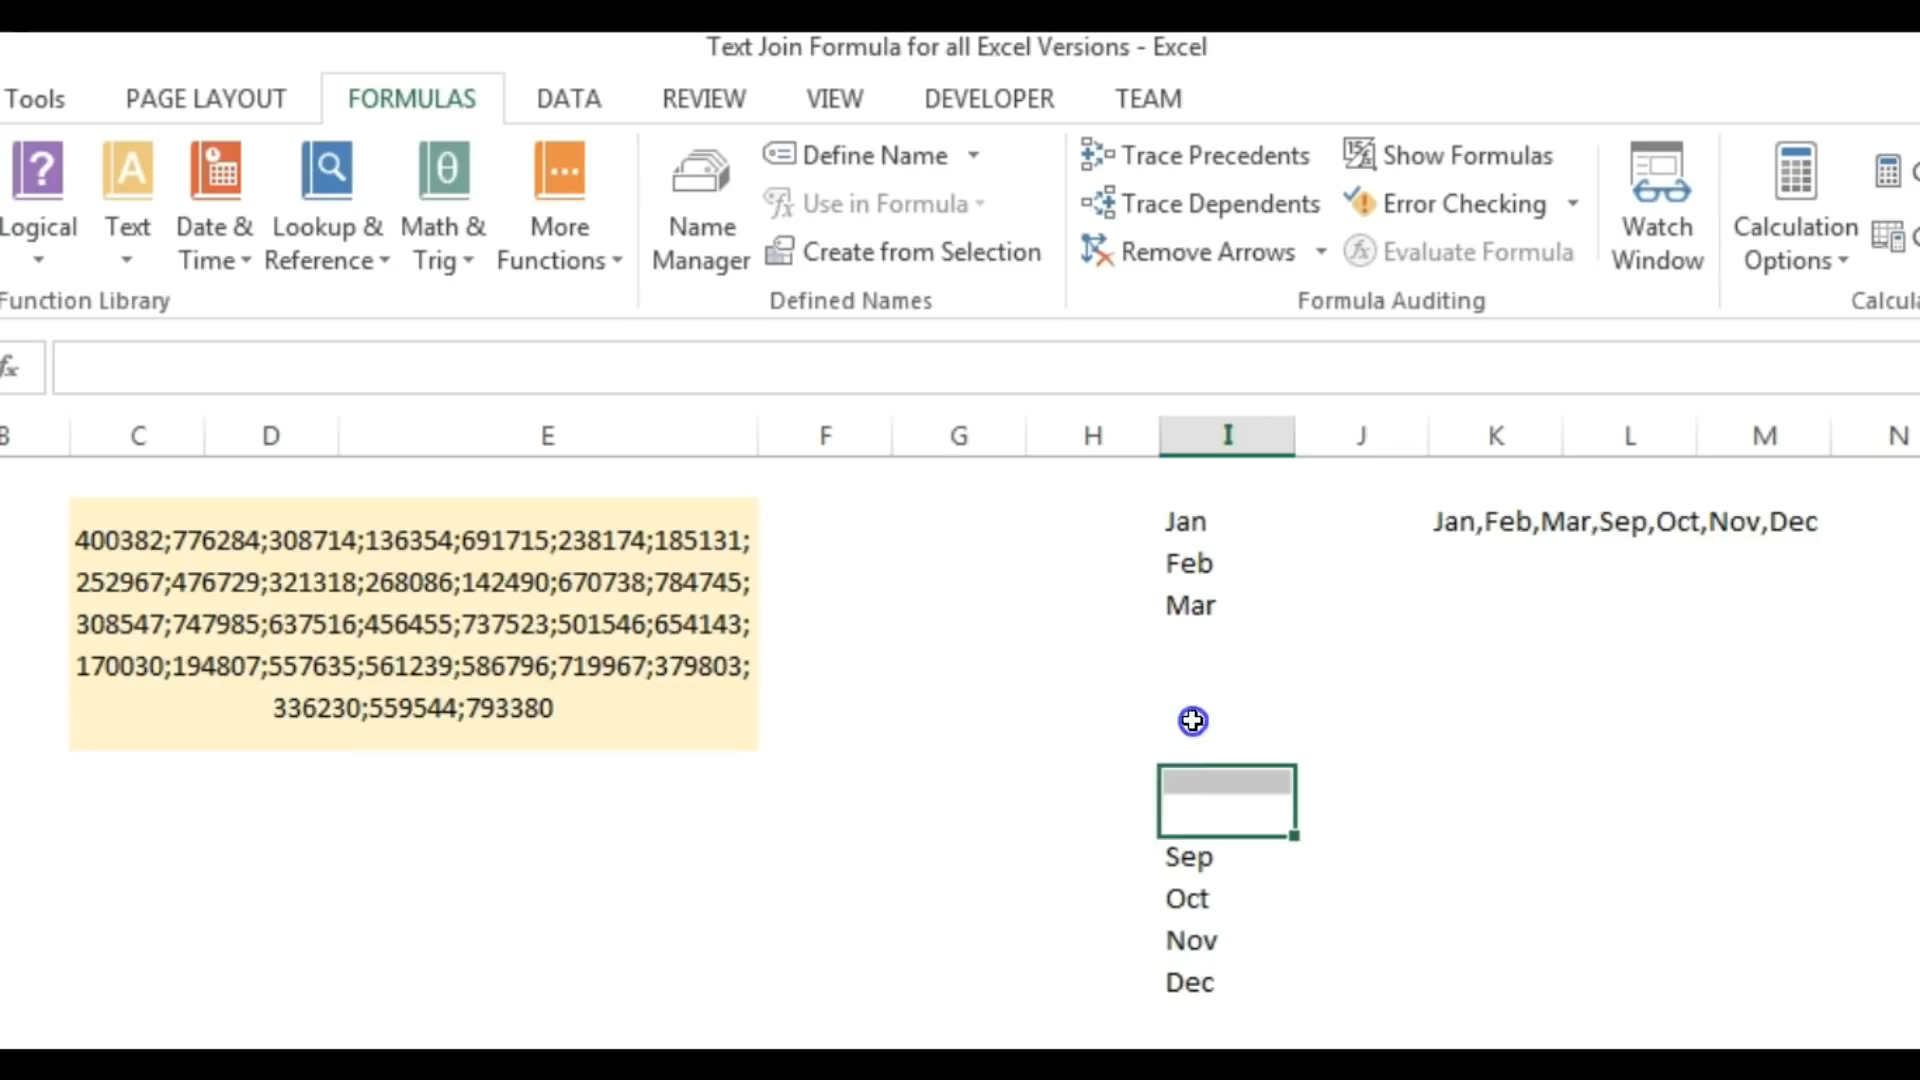 Text Join Formula for all Excel Versions - Excel
Tools PAGE LAYOUT FORMULAS DATA REVIEW VIEW DEVELOPER TEAM
Logical
Text
Date &
Time
Lookup &
Reference
Math &
Trig
More
Functions
Function Library
Name
Manager
Define Name
Use in Formula
Create from Selection
Defined Names
Trace Precedents
Trace Dependents
Remove Arrows
Show Formulas
Error Checking
Evaluate Formula
Formula Auditing
Watch
Window
Calculation
Options
Calcula
fx
B C D E F G H I J K L M N
400382;776284;308714;136354;691715;238174;185131;
252967;476729;321318;268086;142490;670738;784745;
308547;747985;637516;456455;737523;501546;654143;
170030;194807;557635;561239;586796;719967;379803;
336230;559544;793380
Jan
Feb
Mar
Sep
Oct
Nov
Dec
Jan,Feb,Mar,Sep,Oct,Nov,Dec